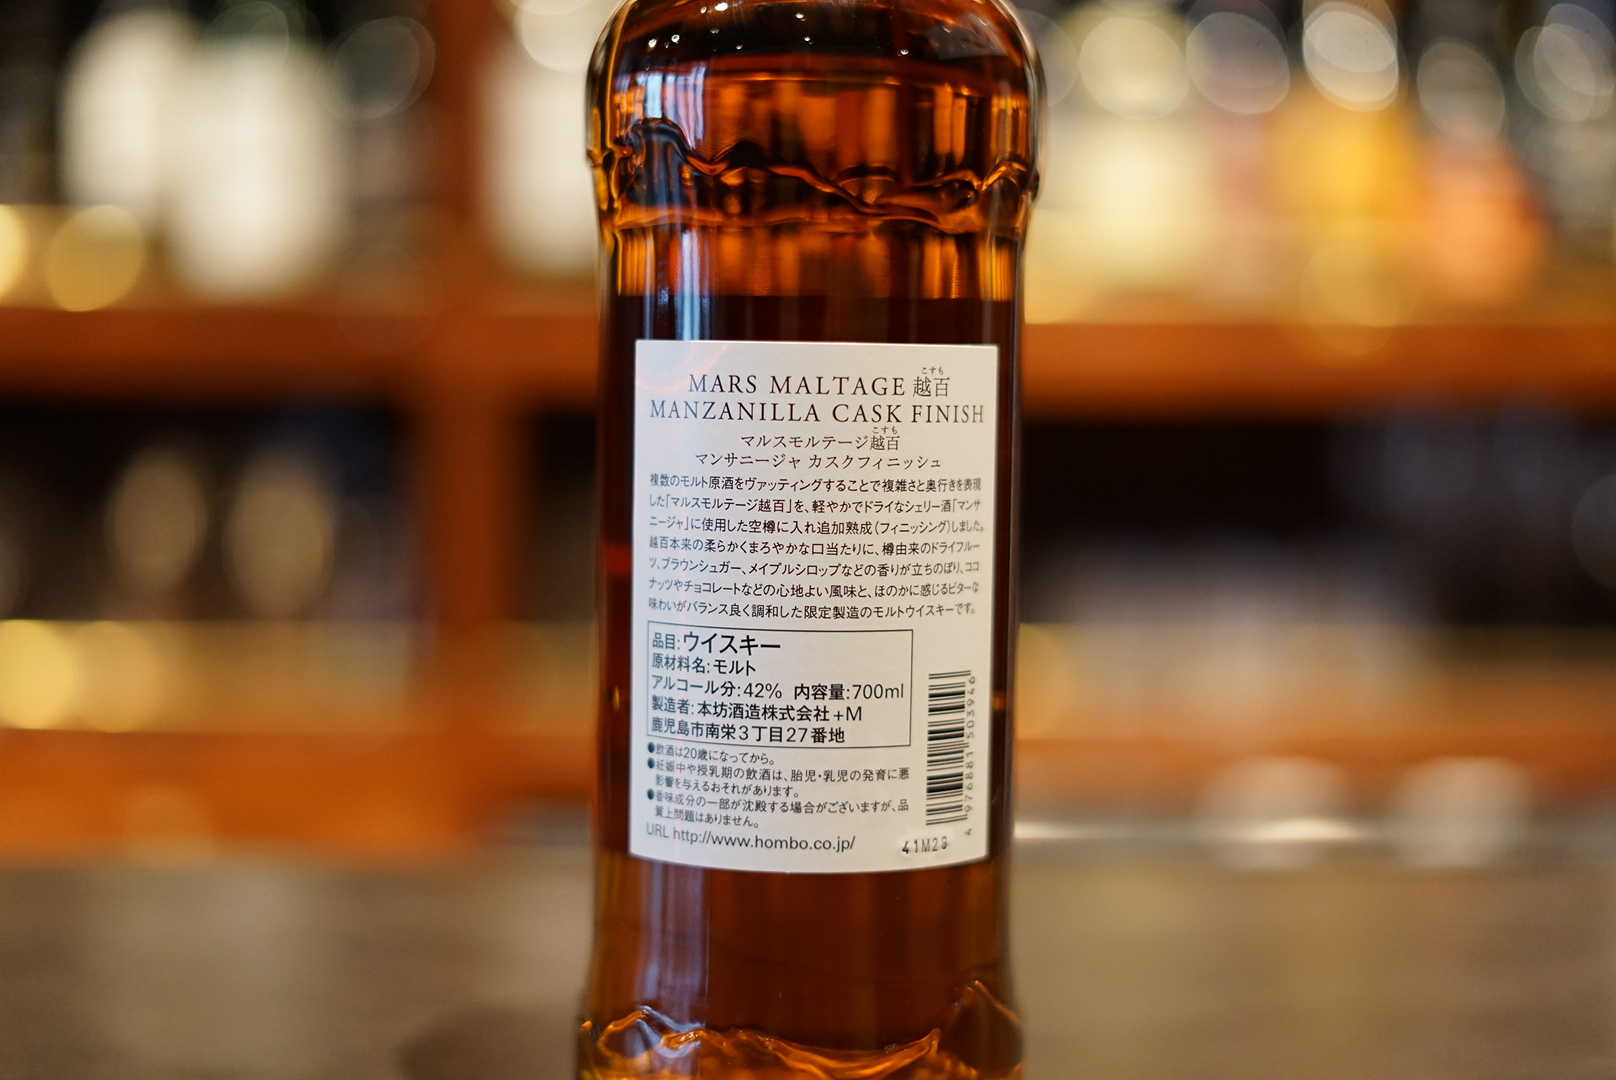 こすも
MARS MALTAGE 越百
MANZANILLA CASK FINISH
こすも
マルスモルテージ越百
マンサニージャ カスクフィニッシュ
複数のモルト原酒をヴァッティングすることで複雑さと奥行きを表現
した「マルスモルテージ越百」を、軽やかでドライなシェリー酒「マンサ
ニージャ」に使用した空樽に入れ追加熟成(フィニッシング)しました。
越百本来の柔らかくまろやかな口当たりに、樽由来のドライフルー
ツ、ブラウンシュガー、メイプルシロップなどの香りが立ちのぼり、ココ
ナッツやチョコレートなどの心地よい風味と、ほのかに感じるビターな
味わいがバランス良く調和した限定製造のモルトウイスキーです。
品目:ウイスキー
原材料名:モルト
アルコール分:42% 内容量:700ml
製造者:本坊酒造株式会社+M
鹿児島市南栄3丁目27番地
●飲酒は20歳になってから。
●妊娠中や授乳期の飲酒は、胎児・乳児の発育に悪
影響を与えるおそれがあります。
●香味成分の一部が沈殿する場合がございますが、品
質上問題はありません。
URL http://www.hombo.co.jp/
41M28
4 976881 503946